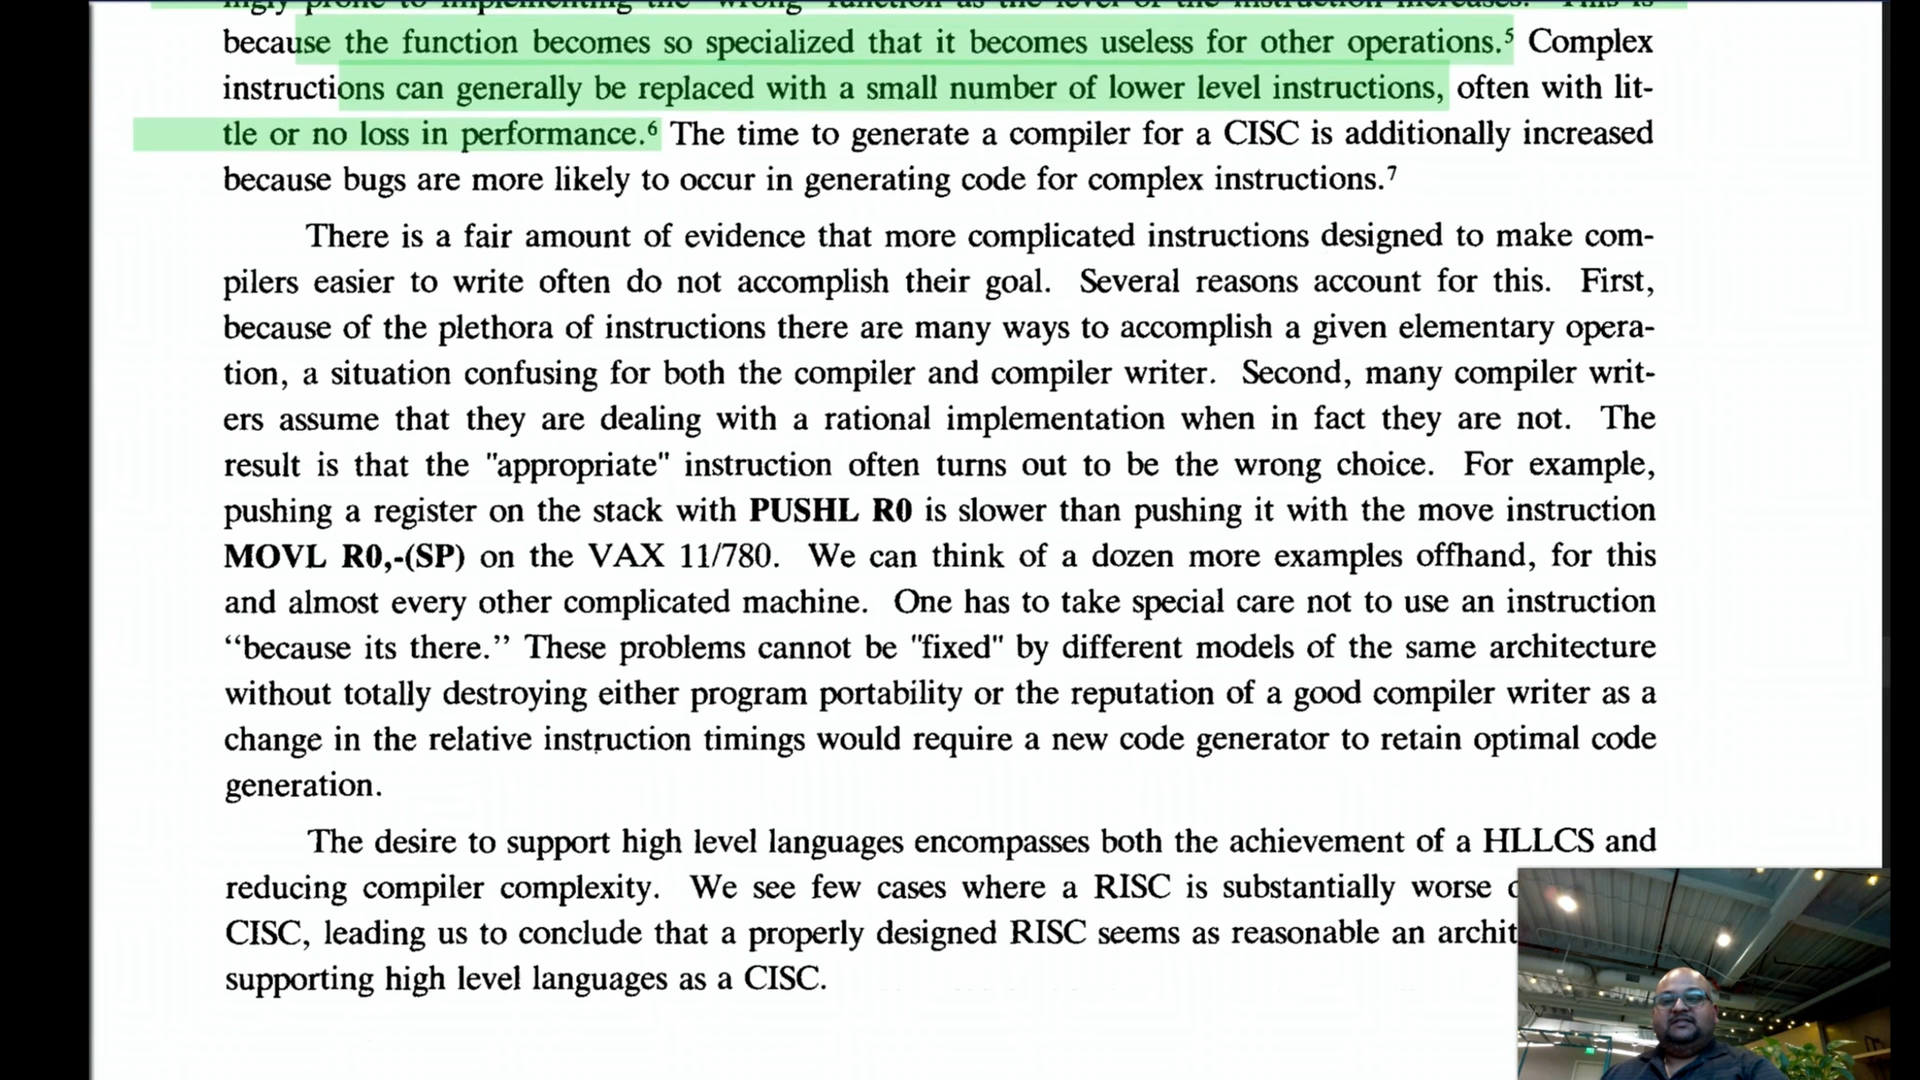 because the function becomes so specialized that it becomes useless for other operations.⁵ Complex
instructions can generally be replaced with a small number of lower level instructions, often with lit-
tle or no loss in performance.⁶ The time to generate a compiler for a CISC is additionally increased
because bugs are more likely to occur in generating code for complex instructions.⁷
There is a fair amount of evidence that more complicated instructions designed to make com-
pilers easier to write often do not accomplish their goal. Several reasons account for this. First,
because of the plethora of instructions there are many ways to accomplish a given elementary opera-
tion, a situation confusing for both the compiler and compiler writer. Second, many compiler writ-
ers assume that they are dealing with a rational implementation when in fact they are not. The
result is that the "appropriate" instruction often turns out to be the wrong choice. For example,
pushing a register on the stack with PUSHL R0 is slower than pushing it with the move instruction
MOVL R0,-(SP) on the VAX 11/780. We can think of a dozen more examples offhand, for this
and almost every other complicated machine. One has to take special care not to use an instruction
‘‘because its there.’’ These problems cannot be "fixed" by different models of the same architecture
without totally destroying either program portability or the reputation of a good compiler writer as a
change in the relative instruction timings would require a new code generator to retain optimal code
generation.
The desire to support high level languages encompasses both the achievement of a HLLCS and
reducing compiler complexity. We see few cases where a RISC is substantially worse
CISC, leading us to conclude that a properly designed RISC seems as reasonable an archit
supporting high level languages as a CISC.